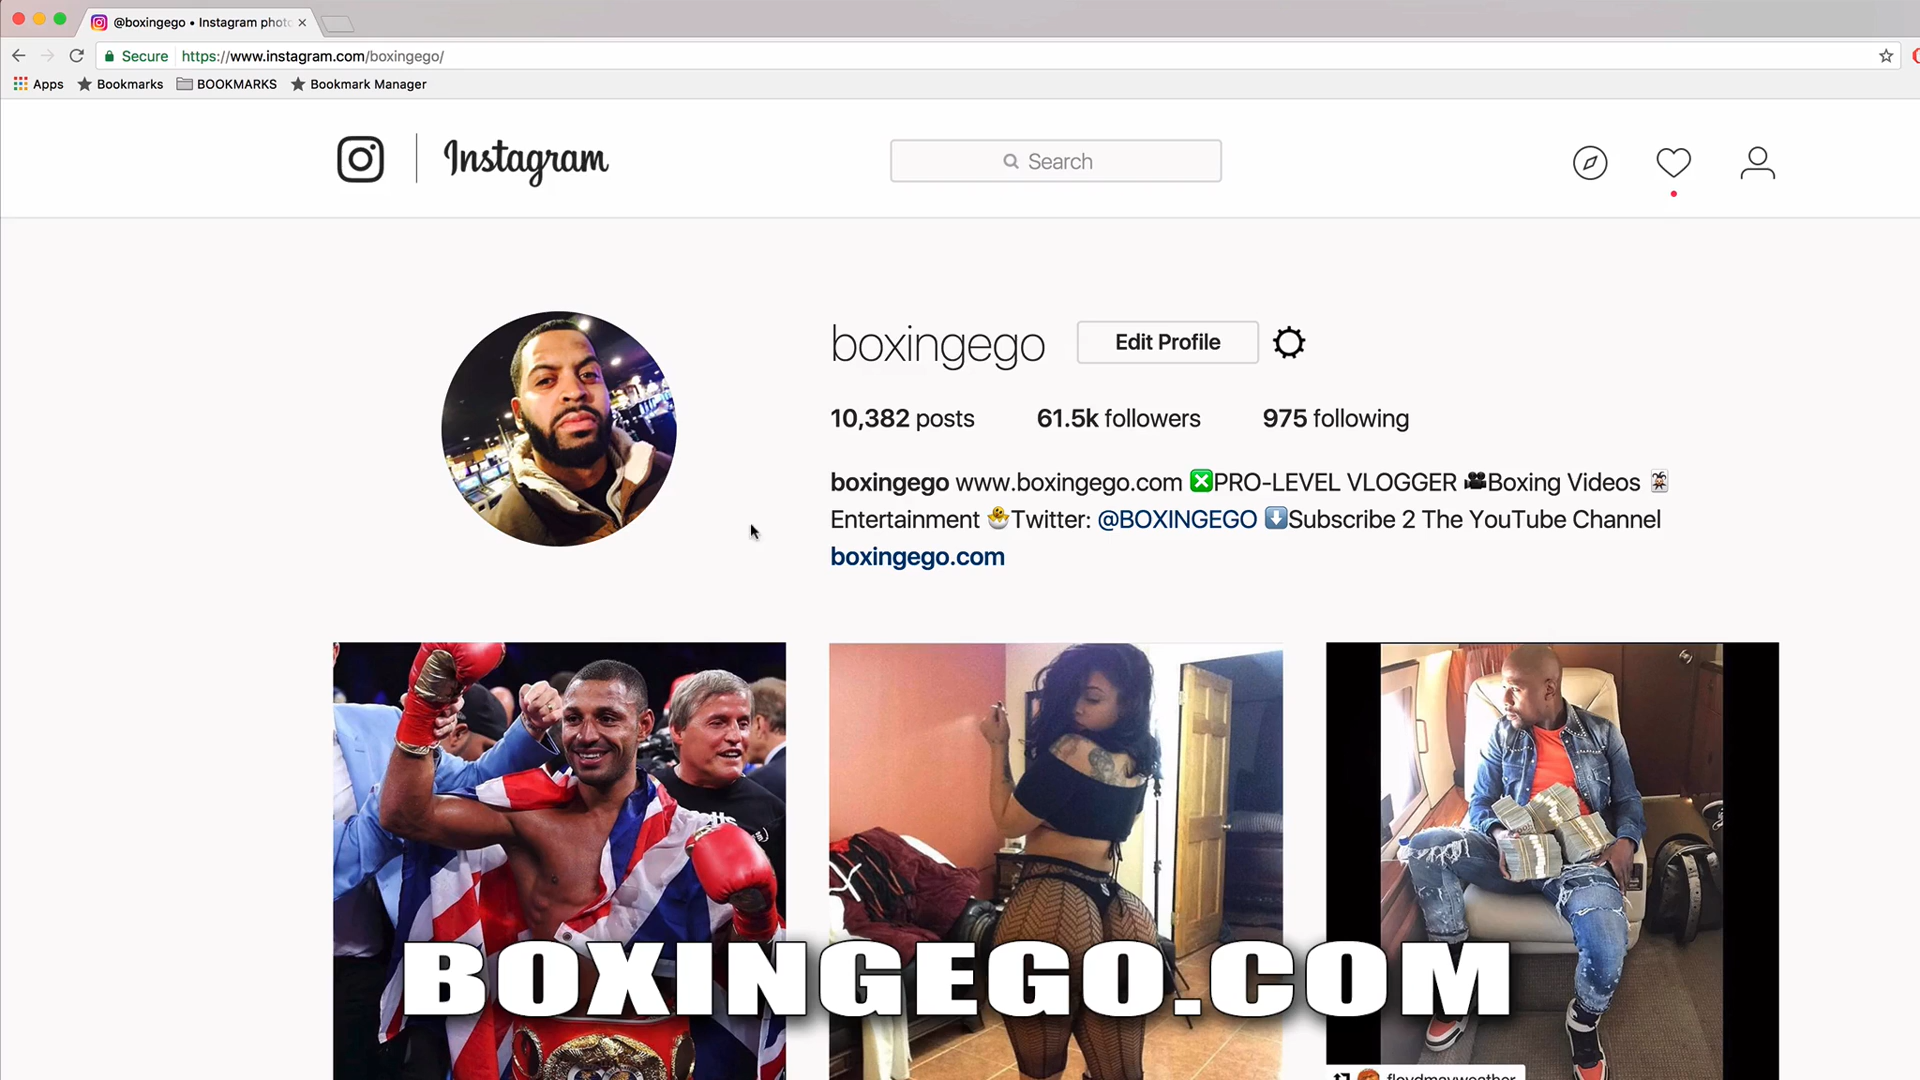 @boxingego • Instagram phot
Secure https://www.instagram.com/boxingego/
Apps Bookmarks BOOKMARKS Bookmark Manager
Instagram
Search
boxingego Edit Profile
10,382 posts 61.5k followers 975 following
boxingego www.boxingego.com ❎PRO-LEVEL VLOGGER 🎥Boxing Videos 🃏
Entertainment 🐣Twitter: @BOXINGEGO ⬇️Subscribe 2 The YouTube Channel
boxingego.com
BOXINGEGO.COM
floydmayweather